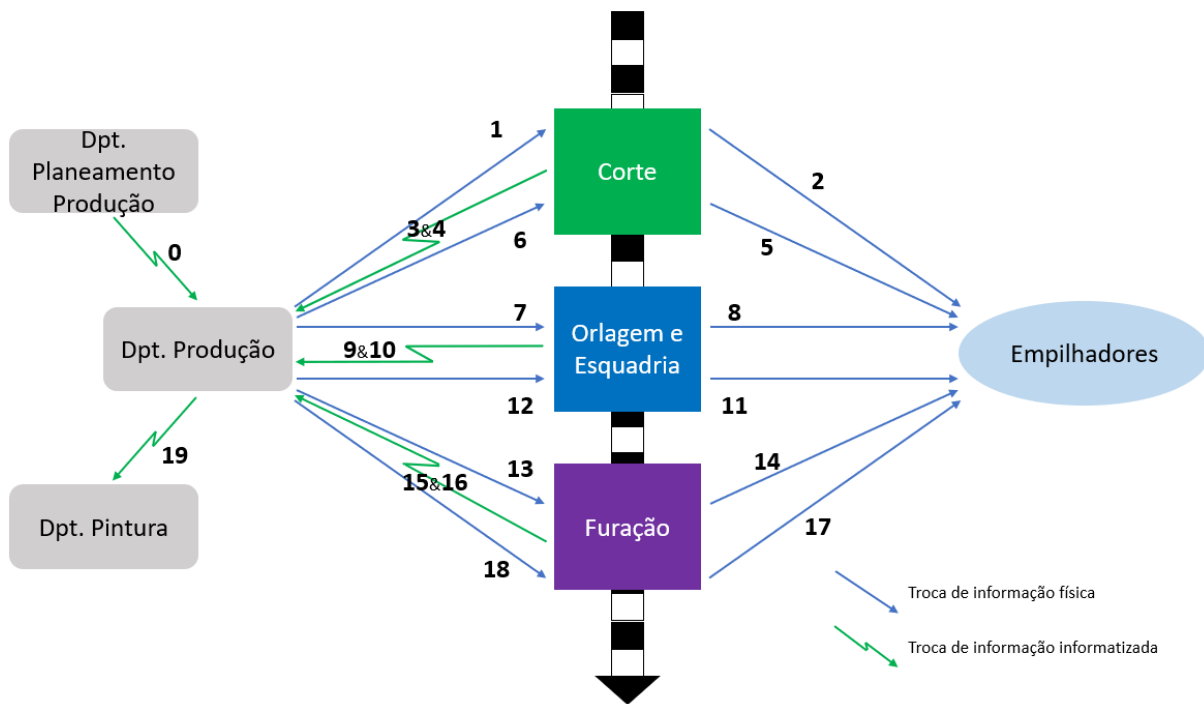 Dpt.
Planeamento
Produção
0
Dpt. Produção
19
Dpt. Pintura
1
3&4
6
7
9&10
12
13
15&16
18
Corte
Orlagem e
Esquadria
Furação
2
5
8
11
14
17
Empilhadores
Troca de informação física
Troca de informação informatizada